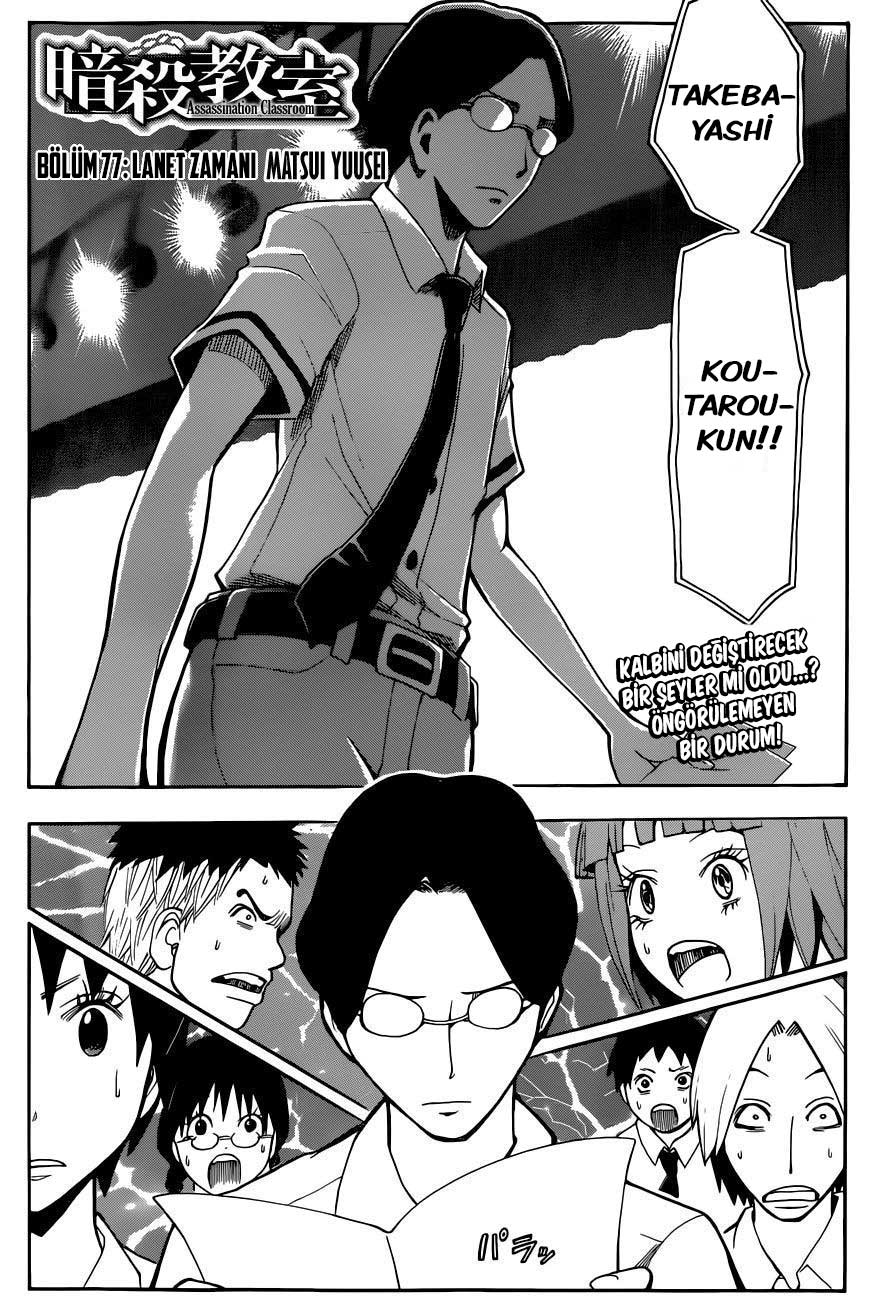 暗殺教室
Assassination Classroom
BÖLÜM 77: LANET ZAMANI MATSUI YUUSEI
TAKEBA-
YASHİ
KOU-
TAROU-
KUN!!
KALBİNİ DEĞİŞTİRECEK
BİR ŞEYLER Mİ OLDU...?
ÖNGÖRÜLEMEYEN
BİR DURUM!
パラッ